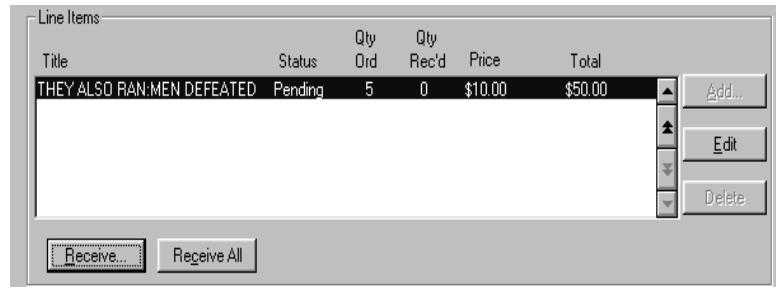 Line Items
Qty Qty
Title Status Ord Rec'd Price Total
THEY ALSO RAN:MEN DEFEATED Pending 5 0 $10.00 $50.00
Add...
Edit
Delete
Receive... Receive All